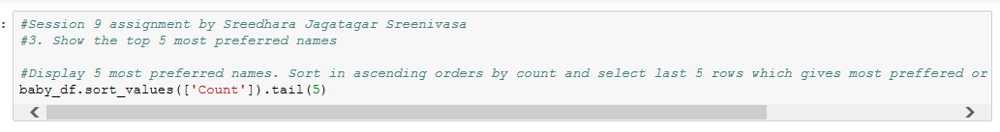 #Session 9 assignment by Sreedhara Jagatagar Sreenivasa
#3. Show the top 5 most preferred names
#Display 5 most preferred names. Sort in ascending orders by count and select last 5 rows which gives most preffered or
baby_df.sort_values(['Count']).tail(5)